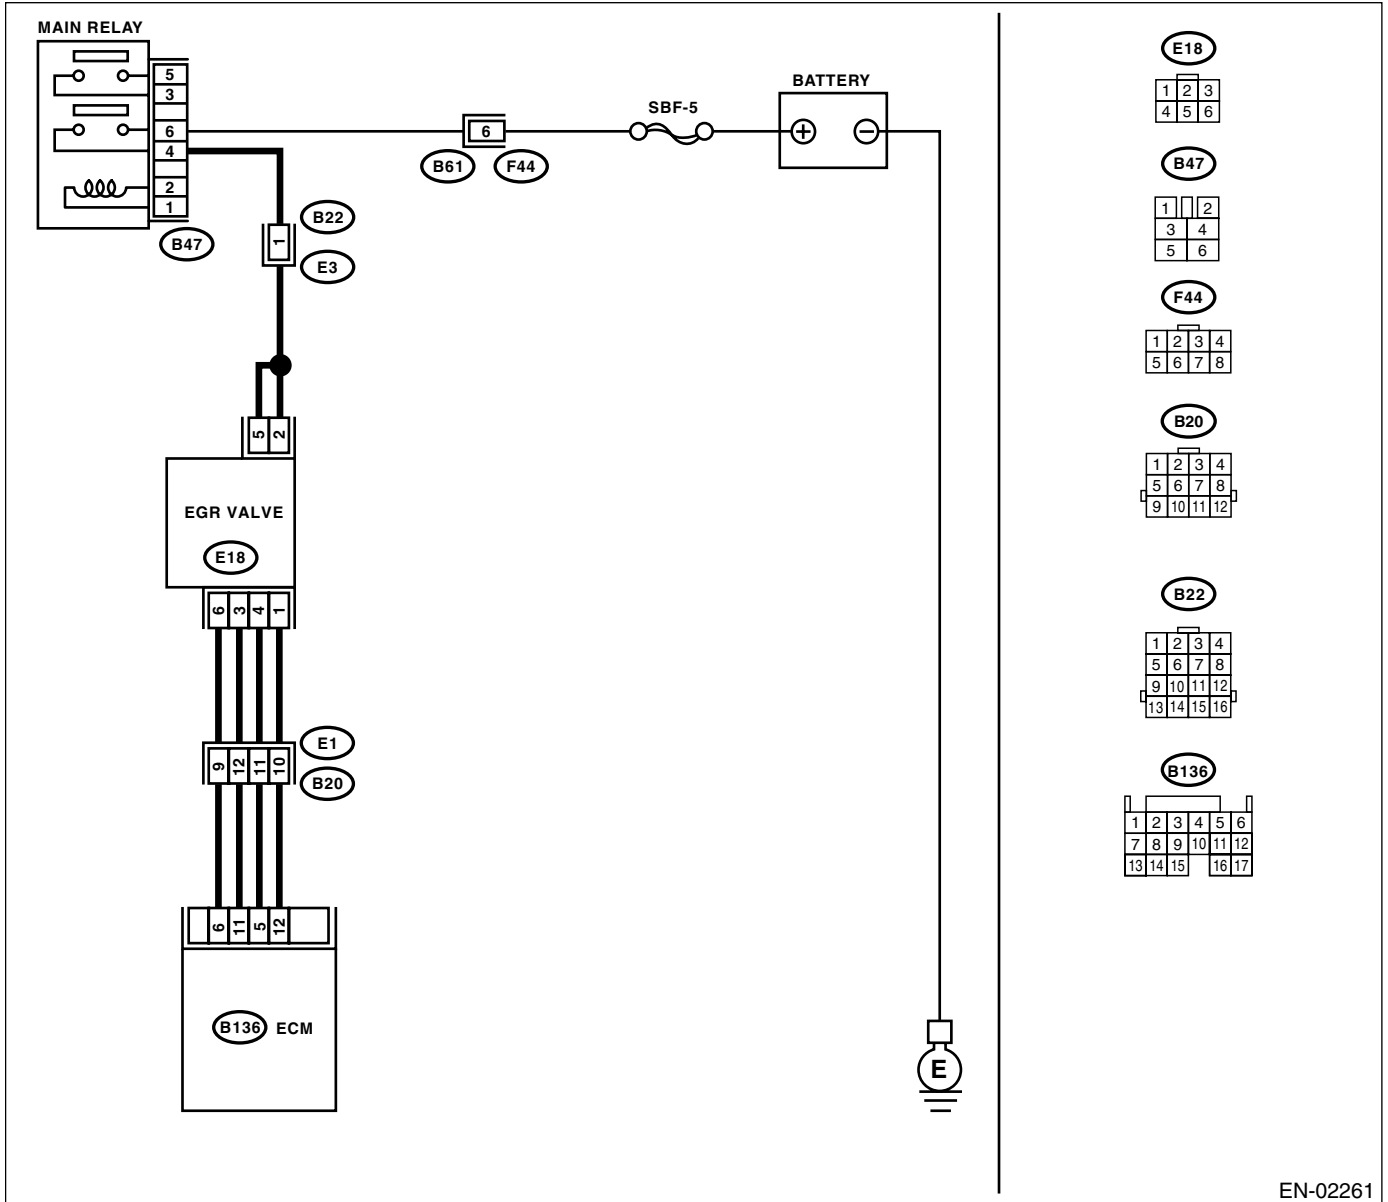 MAIN RELAY
5
3
6
4
2
1
B47
6
B61
F44
SBF-5
BATTERY
+
−
B22
1
E3
5 2
EGR VALVE
E18
6 3 4 1
E1
9 12 11 10
B20
6 11 5 12
B136 ECM
E
E18
1 2 3
4 5 6
B47
1 2
3 4
5 6
F44
1 2 3 4
5 6 7 8
B20
1 2 3 4
5 6 7 8
9 10 11 12
B22
1 2 3 4
5 6 7 8
9 10 11 12
13 14 15 16
B136
1 2 3 4 5 6
7 8 9 10 11 12
13 14 15 16 17
EN-02261